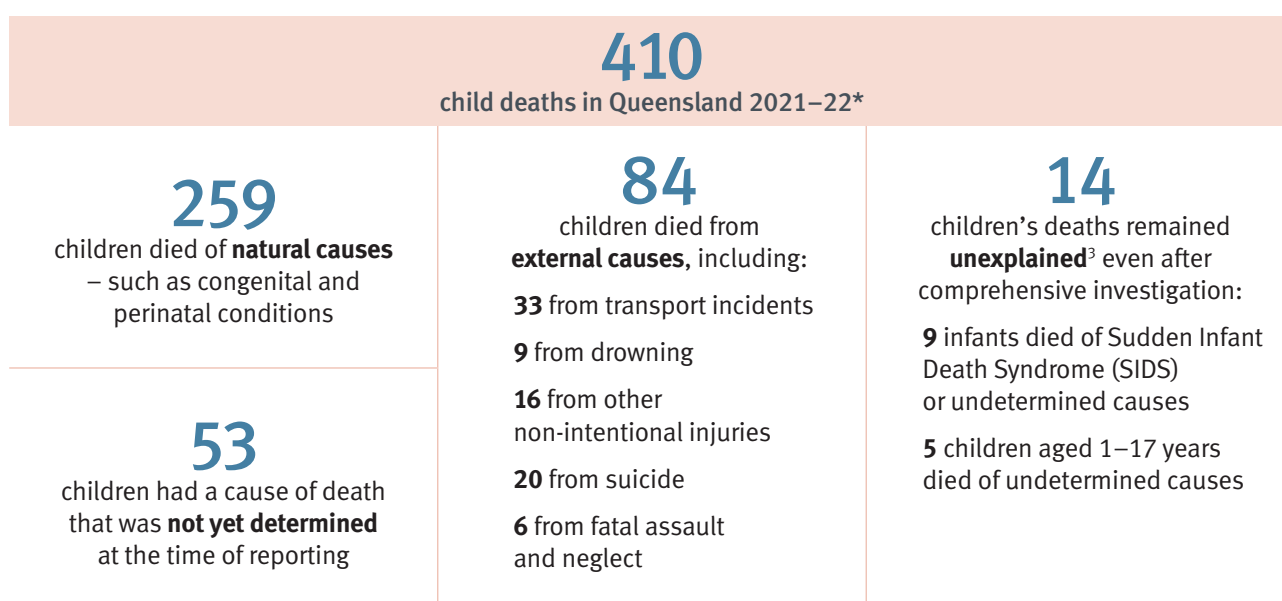 410
child deaths in Queensland 2021–22*
259
children died of natural causes
– such as congenital and
perinatal conditions
53
children had a cause of death
that was not yet determined
at the time of reporting
84
children died from
external causes, including:
33 from transport incidents
9 from drowning
16 from other
non-intentional injuries
20 from suicide
6 from fatal assault
and neglect
14
children’s deaths remained
unexplained³ even after
comprehensive investigation:
9 infants died of Sudden Infant
Death Syndrome (SIDS)
or undetermined causes
5 children aged 1–17 years
died of undetermined causes